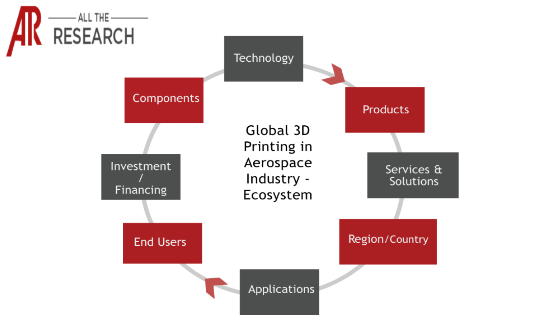 AR
ALL THE
RESEARCH
Technology
Products
Services &
Solutions
Region/Country
Applications
End Users
Investment
/
Financing
Components
Global 3D
Printing in
Aerospace
Industry -
Ecosystem